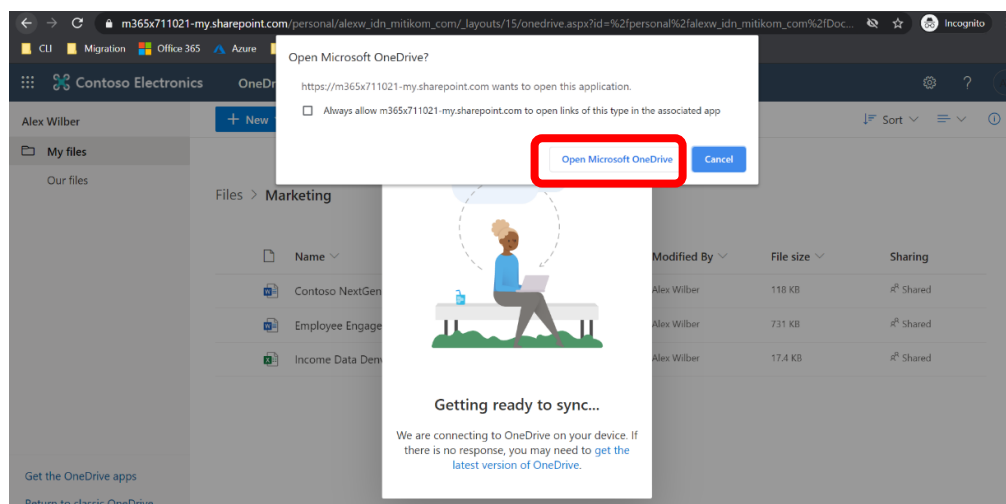 m365x711021-my.sharepoint.com/personal/alexw_idn_mitikom_com/_layouts/15/onedrive.aspx?id=%2fpersonal%2falexw_idn_mitikom_com%2fDoc...
Incognito
CLI
Migration
Office 365
Azure
Open Microsoft OneDrive?
https://m365x711021-my.sharepoint.com wants to open this application.
Always allow m365x711021-my.sharepoint.com to open links of this type in the associated app
Open Microsoft OneDrive
Cancel
Contoso Electronics
OneDr
?
Alex Wilber
+ New
Sort
My files
Our files
Files > Marketing
Name
Modified By
File size
Sharing
Contoso NextGen
Alex Wilber
118 KB
Shared
Employee Engage
Alex Wilber
731 KB
Shared
Income Data Den
Alex Wilber
17.4 KB
Shared
Getting ready to sync...
We are connecting to OneDrive on your device. If
there is no response, you may need to get the
latest version of OneDrive.
Get the OneDrive apps
Return to classic OneDrive